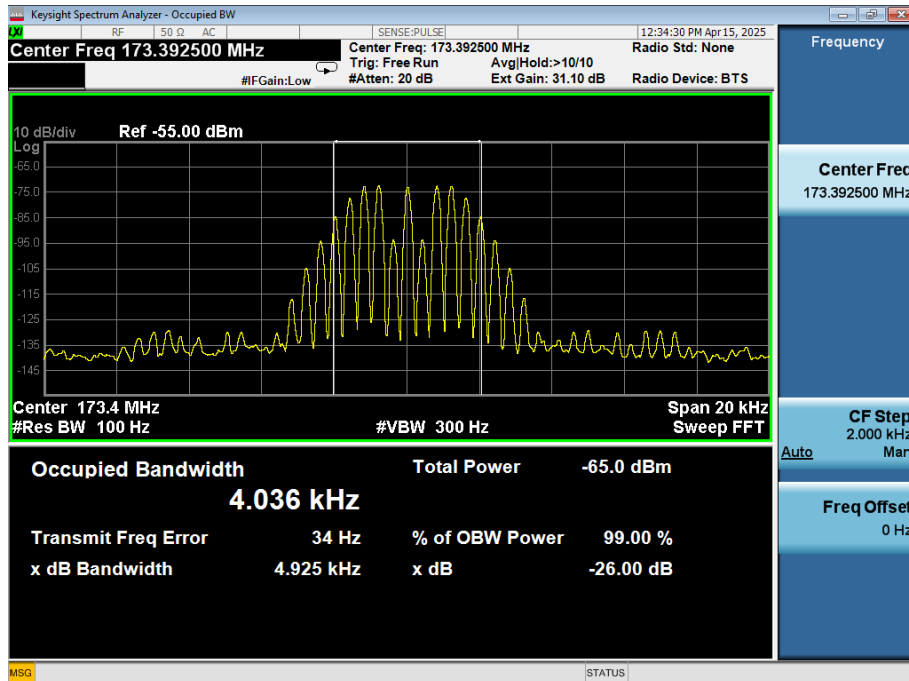 Keysight Spectrum Analyzer - Occupied BW
LXI
RF
50 Ω
AC
SENSE:PULSE
12:34:30 PM Apr 15, 2025
Center Freq 173.392500 MHz
Center Freq: 173.392500 MHz
Radio Std: None
Trig: Free Run
Avg|Hold:>10/10
#IFGain:Low
#Atten: 20 dB
Ext Gain: 31.10 dB
Radio Device: BTS
10 dB/div
Ref -55.00 dBm
Log
-65.0
-75.0
-85.0
-95.0
-105
-115
-125
-135
-145
Center 173.4 MHz
Span 20 kHz
#Res BW 100 Hz
#VBW 300 Hz
Sweep FFT
Occupied Bandwidth
Total Power
-65.0 dBm
4.036 kHz
Transmit Freq Error
34 Hz
% of OBW Power
99.00 %
x dB Bandwidth
4.925 kHz
x dB
-26.00 dB
Frequency
Center Freq
173.392500 MHz
CF Step
2.000 kHz
Auto
Man
Freq Offset
0 Hz
MSG
STATUS